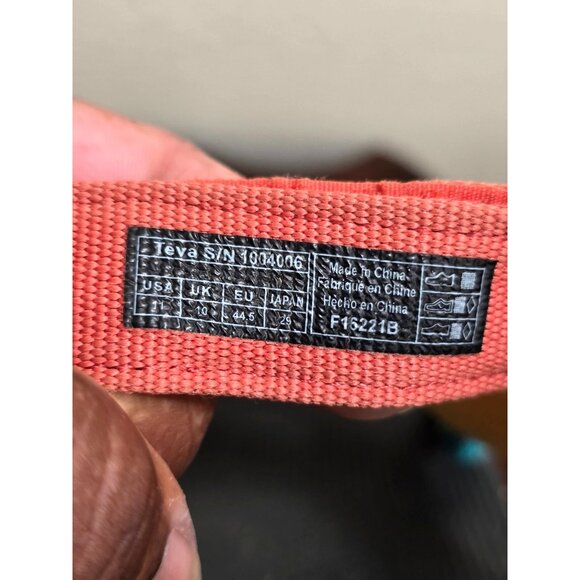 Teva S/N 1004006
USA UK EU JAPAN
11 10 44.5 29
Made in China
Fabriqué en Chine
Hecho en China
F16221B